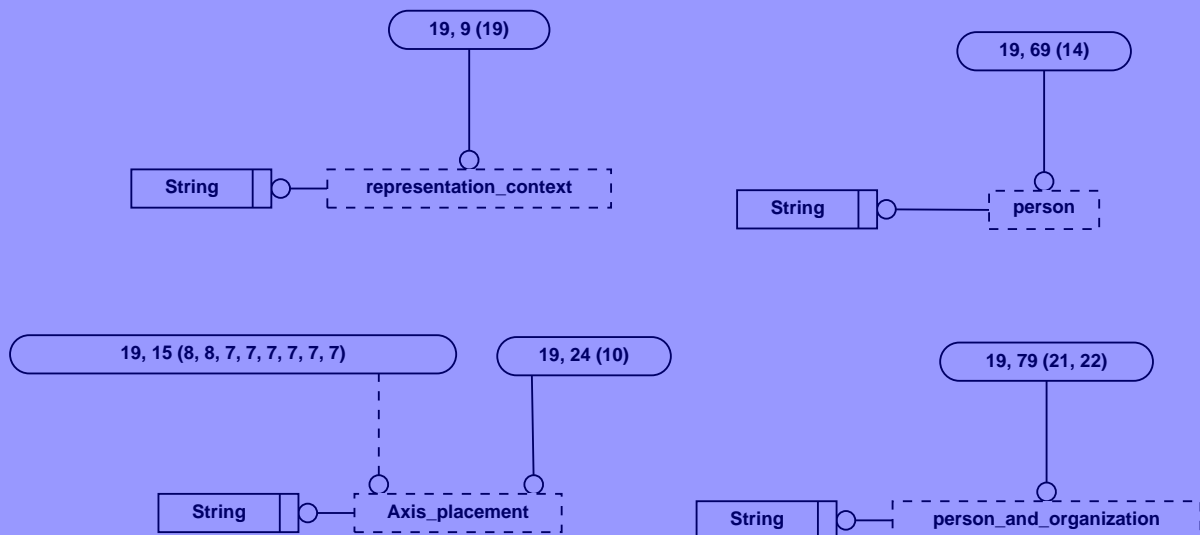 19, 9 (19)
19, 69 (14)
String
representation_context
String
person
19, 15 (8, 8, 7, 7, 7, 7, 7, 7)
19, 24 (10)
19, 79 (21, 22)
String
Axis_placement
String
person_and_organization